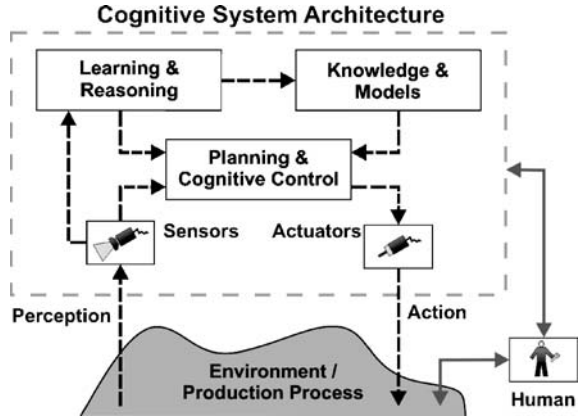 Cognitive System Architecture
Learning &
Reasoning
Knowledge &
Models
Planning &
Cognitive Control
Sensors
Actuators
Perception
Action
Environment /
Production Process
Human